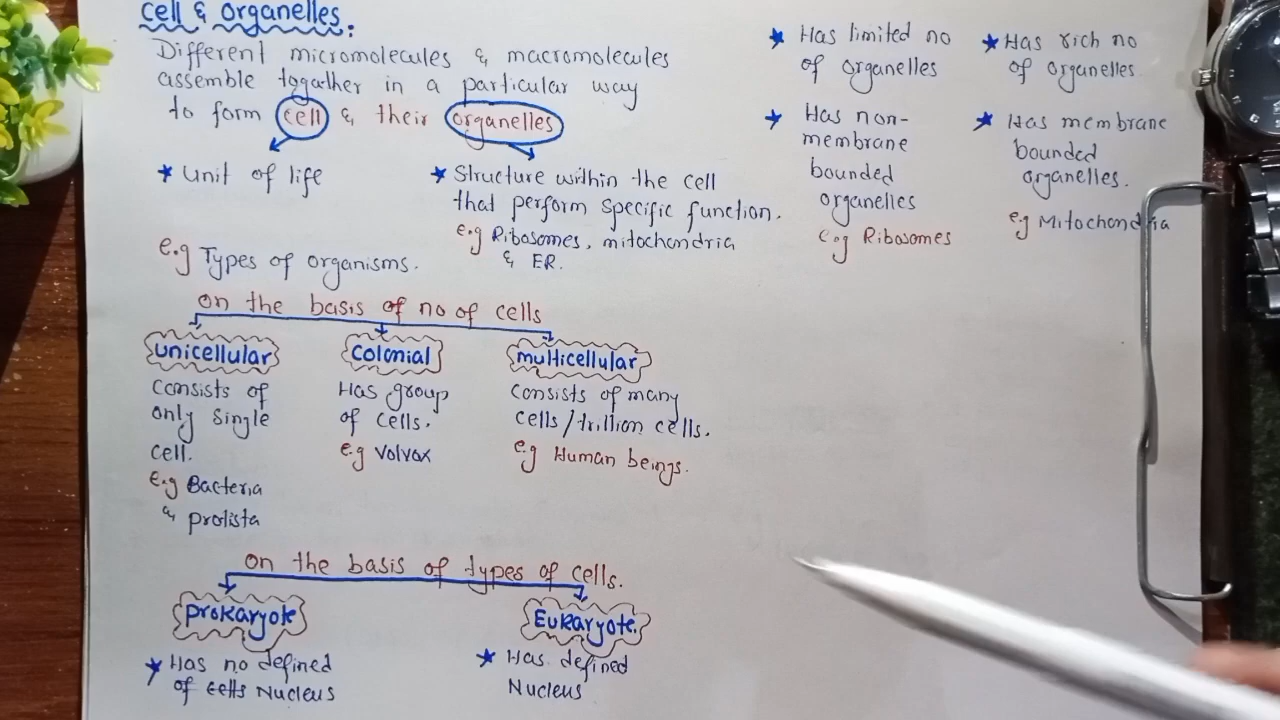 Cell & Organelles.
Different micromolecules & macromolecules
assemble togather in a particular way
to form cell & their organelles
★ Unit of life
★ Structure within the cell
that perform specific function.
e.g Ribosomes, mitochondria
& ER.
e.g Types of organisms.
on the basis of no of cells
Unicellular
Consists of
only single
cell.
E.g Bacteria
& protista
Colonial
Has group
of cells.
e.g Volvox
multicellular
Consists of many
cells/trillion cells.
e.g Human beings.
on the basis of types of cells.
Prokaryote
★ Has no defined
of cells Nucleus
Eukaryote.
★ Has defined
Nucleus
★ Has limited no
of organelles
★ Has non-
membrane
bounded
organelles
e.g Ribosomes
★ Has rich no
of organelles
★ Has membrane
bounded
organelles.
e.g Mitochondria